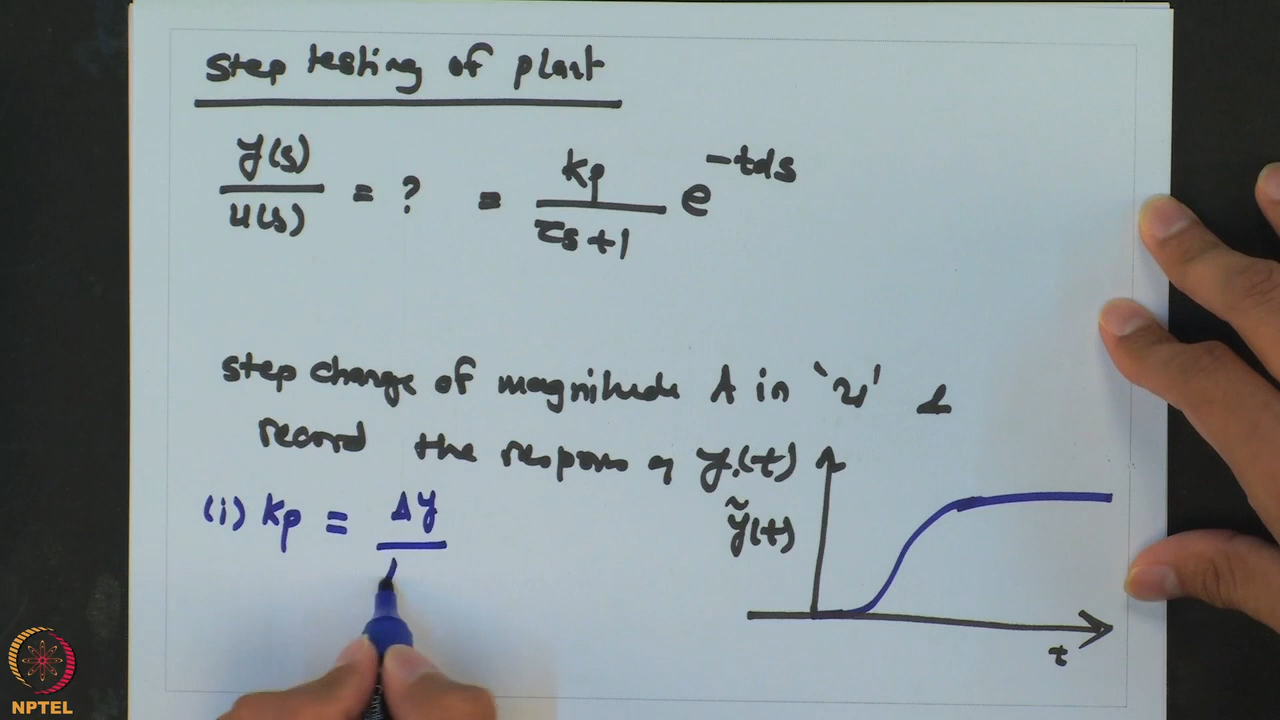 step testing of plant
y(s) / u(s) = ? = kp / τs+1 e^-tds
step change of magnitude A in 'u' &
record the response of y(t)
(i) kp = Δy /
ỹ(t)
t
NPTEL